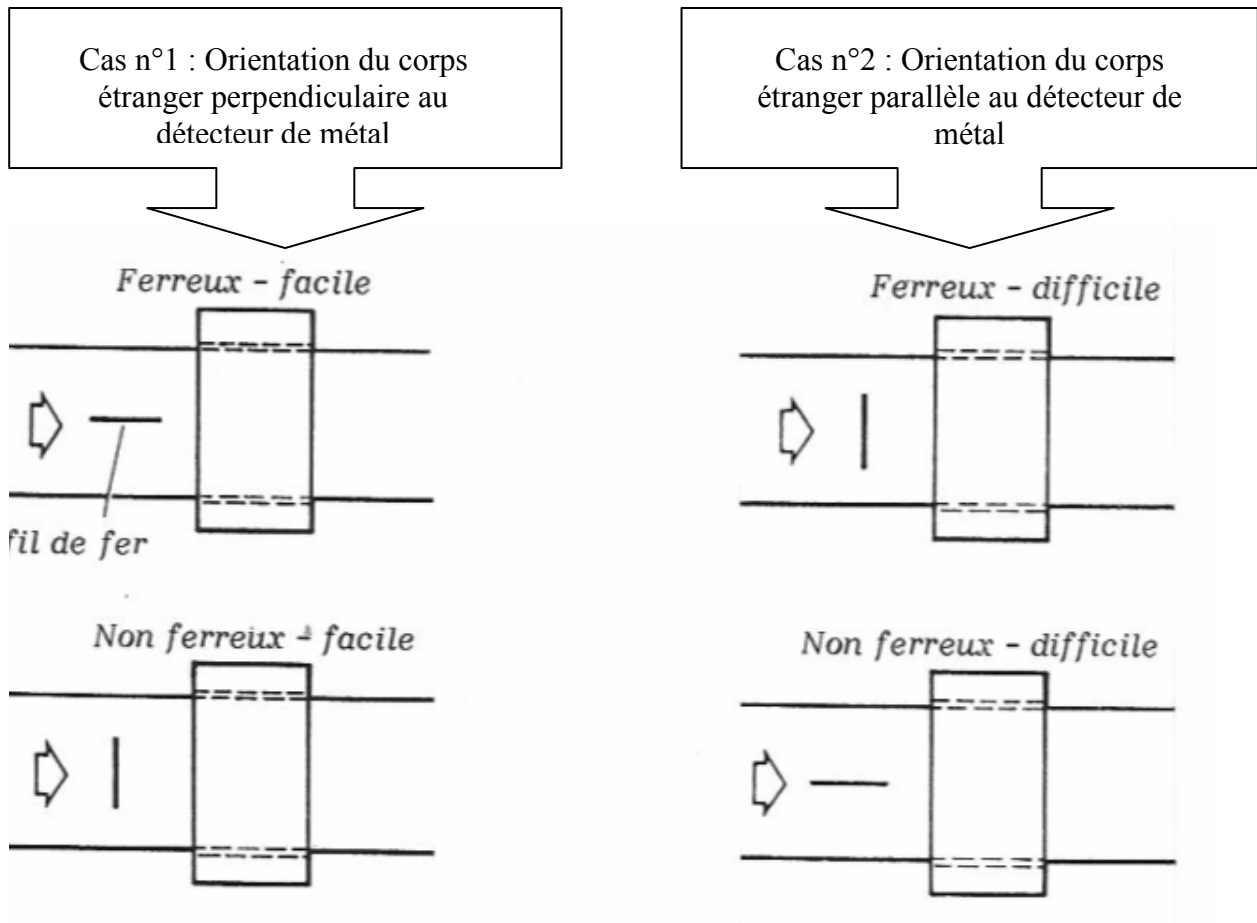 Cas n°1 : Orientation du corps
étranger perpendiculaire au
détecteur de métal
Cas n°2 : Orientation du corps
étranger parallèle au détecteur de
métal
Ferreux - facile
fil de fer
Ferreux - difficile
Non ferreux - facile
Non ferreux - difficile